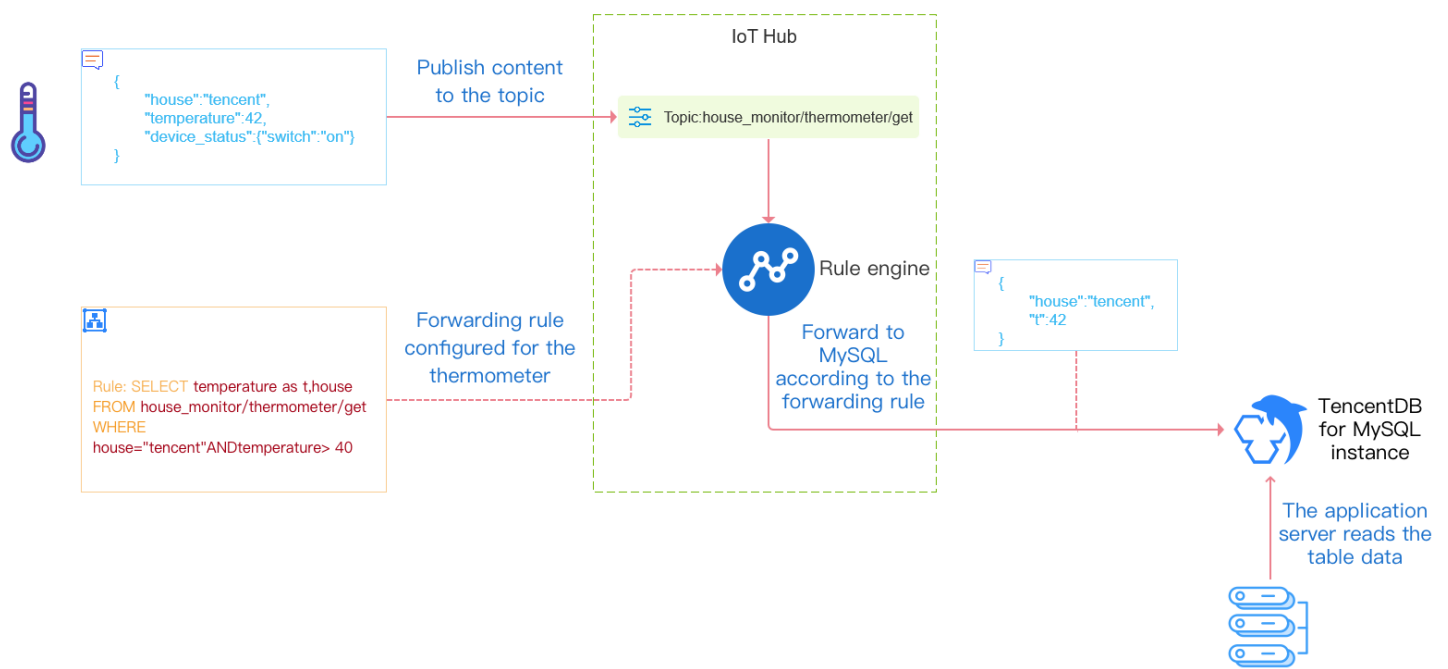 IoT Hub
{
"house":"tencent",
"temperature":42,
"device_status":{"switch":"on"}
}
Publish content
to the topic
Topic:house_monitor/thermometer/get
Rule engine
Rule: SELECT temperature as t,house
FROM house_monitor/thermometer/get
WHERE
house="tencent"ANDtemperature> 40
Forwarding rule
configured for the
thermometer
Forward to
MySQL
according to the
forwarding rule
{
"house":"tencent",
"t":42
}
TencentDB
for MySQL
instance
The application
server reads the
table data